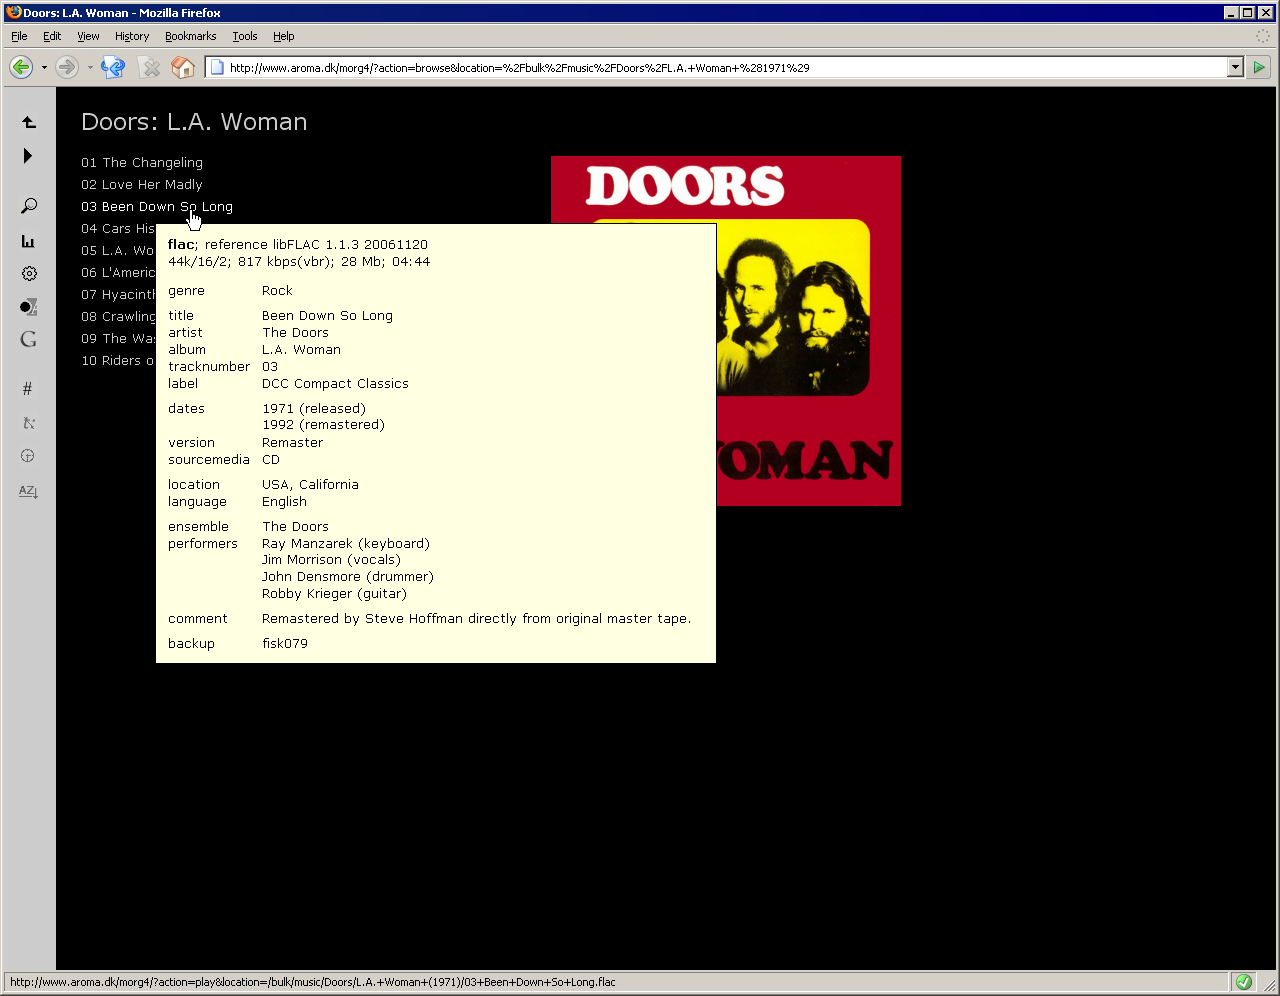 Doors: L.A. Woman - Mozilla Firefox
File Edit View History Bookmarks Tools Help
http://www.aroma.dk/morg4/?action=browse&location=%2Fbulk%2Fmusic%2FDoors%2FL.A.+Woman+%281971%29
Doors: L.A. Woman
01 The Changeling
02 Love Her Madly
03 Been Down So Long
04 Cars His
05 L.A. Wo
06 L'Americ
07 Hyacinth
08 Crawling
09 The Was
10 Riders o
G
#
AZ
DOORS
WOMAN
flac; reference libFLAC 1.1.3 20061120
44k/16/2; 817 kbps(vbr); 28 Mb; 04:44
genre Rock
title Been Down So Long
artist The Doors
album L.A. Woman
tracknumber 03
label DCC Compact Classics
dates 1971 (released)
1992 (remastered)
version Remaster
sourcemedia CD
location USA, California
language English
ensemble The Doors
performers Ray Manzarek (keyboard)
Jim Morrison (vocals)
John Densmore (drummer)
Robby Krieger (guitar)
comment Remastered by Steve Hoffman directly from original master tape.
backup fisk079
http://www.aroma.dk/morg4/?action=play&location=/bulk/music/Doors/L.A.+Woman+(1971)/03+Been+Down+So+Long.flac